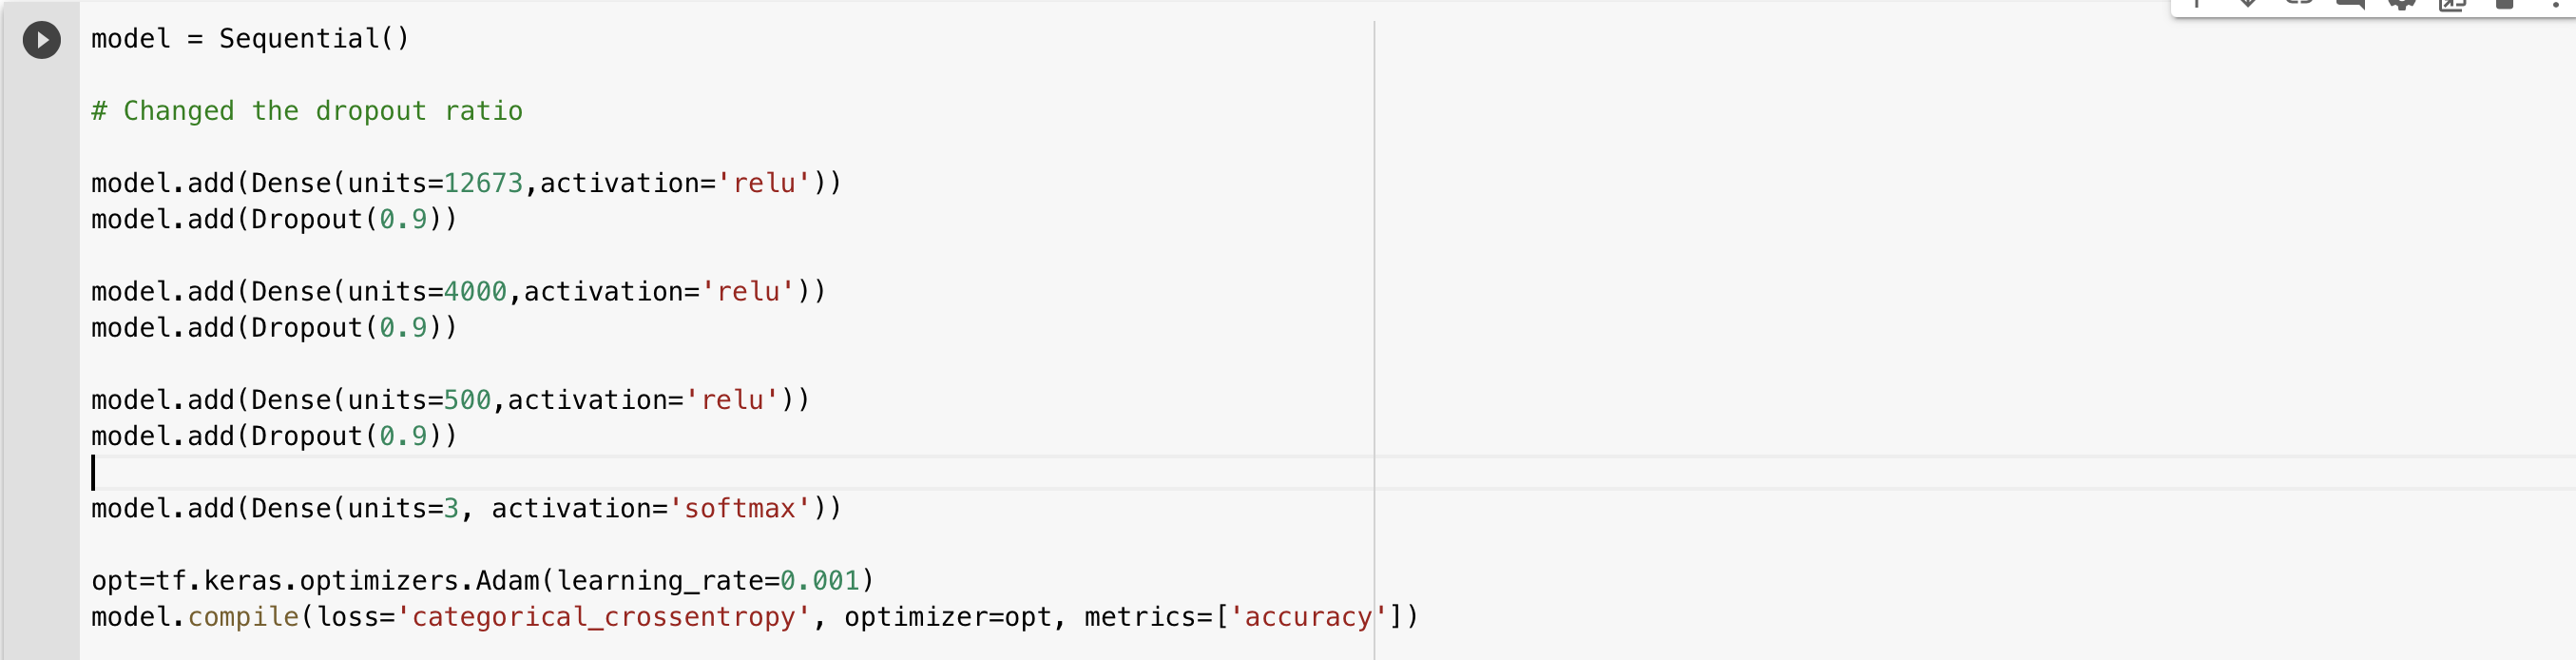 model = Sequential()
# Changed the dropout ratio
model.add(Dense(units=12673,activation='relu'))
model.add(Dropout(0.9))
model.add(Dense(units=4000,activation='relu'))
model.add(Dropout(0.9))
model.add(Dense(units=500,activation='relu'))
model.add(Dropout(0.9))
model.add(Dense(units=3, activation='softmax'))
opt=tf.keras.optimizers.Adam(learning_rate=0.001)
model.compile(loss='categorical_crossentropy', optimizer=opt, metrics=['accuracy'])